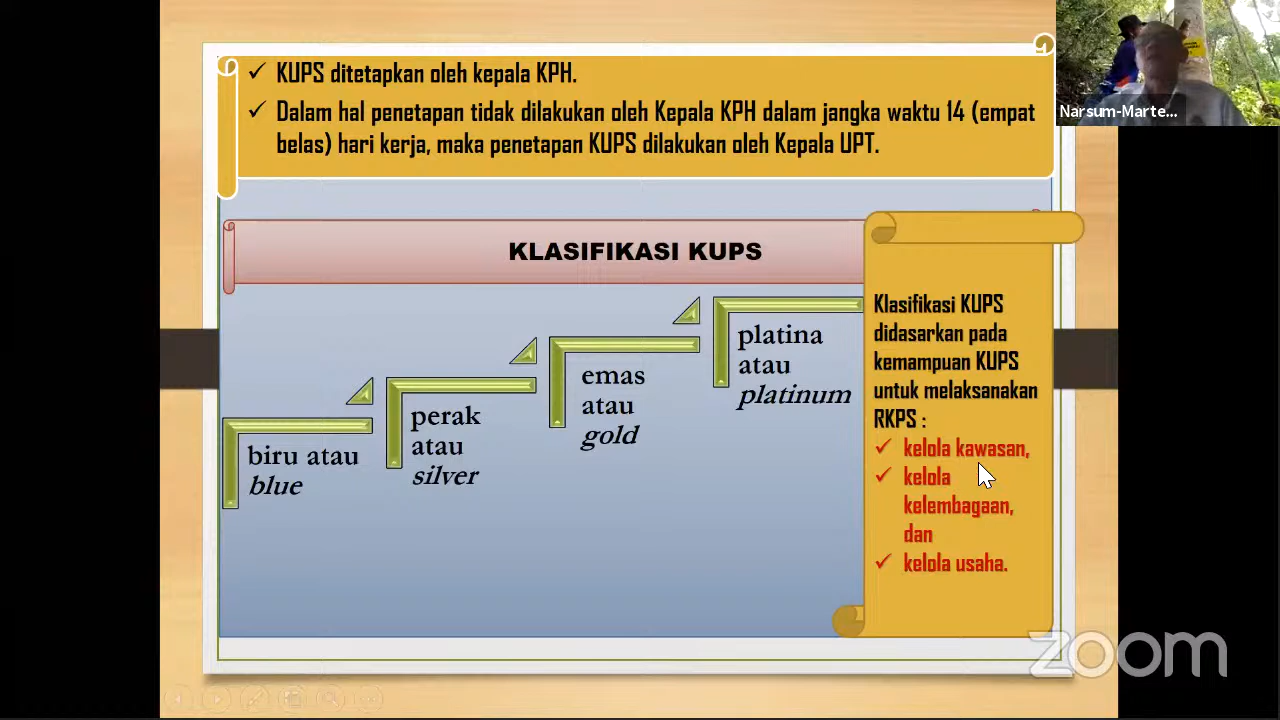 KUPS ditetapkan oleh kepala KPH.
Dalam hal penetapan tidak dilakukan oleh Kepala KPH dalam jangka waktu 14 (empat
belas) hari kerja, maka penetapan KUPS dilakukan oleh Kepala UPT.
Narsum-Marte...
KLASIFIKASI KUPS
biru atau
blue
perak
atau
silver
emas
atau
gold
platina
atau
platinum
Klasifikasi KUPS
didasarkan pada
kemampuan KUPS
untuk melaksanakan
RKPS :
kelola kawasan,
kelola
kelembagaan,
dan
kelola usaha.
zoom